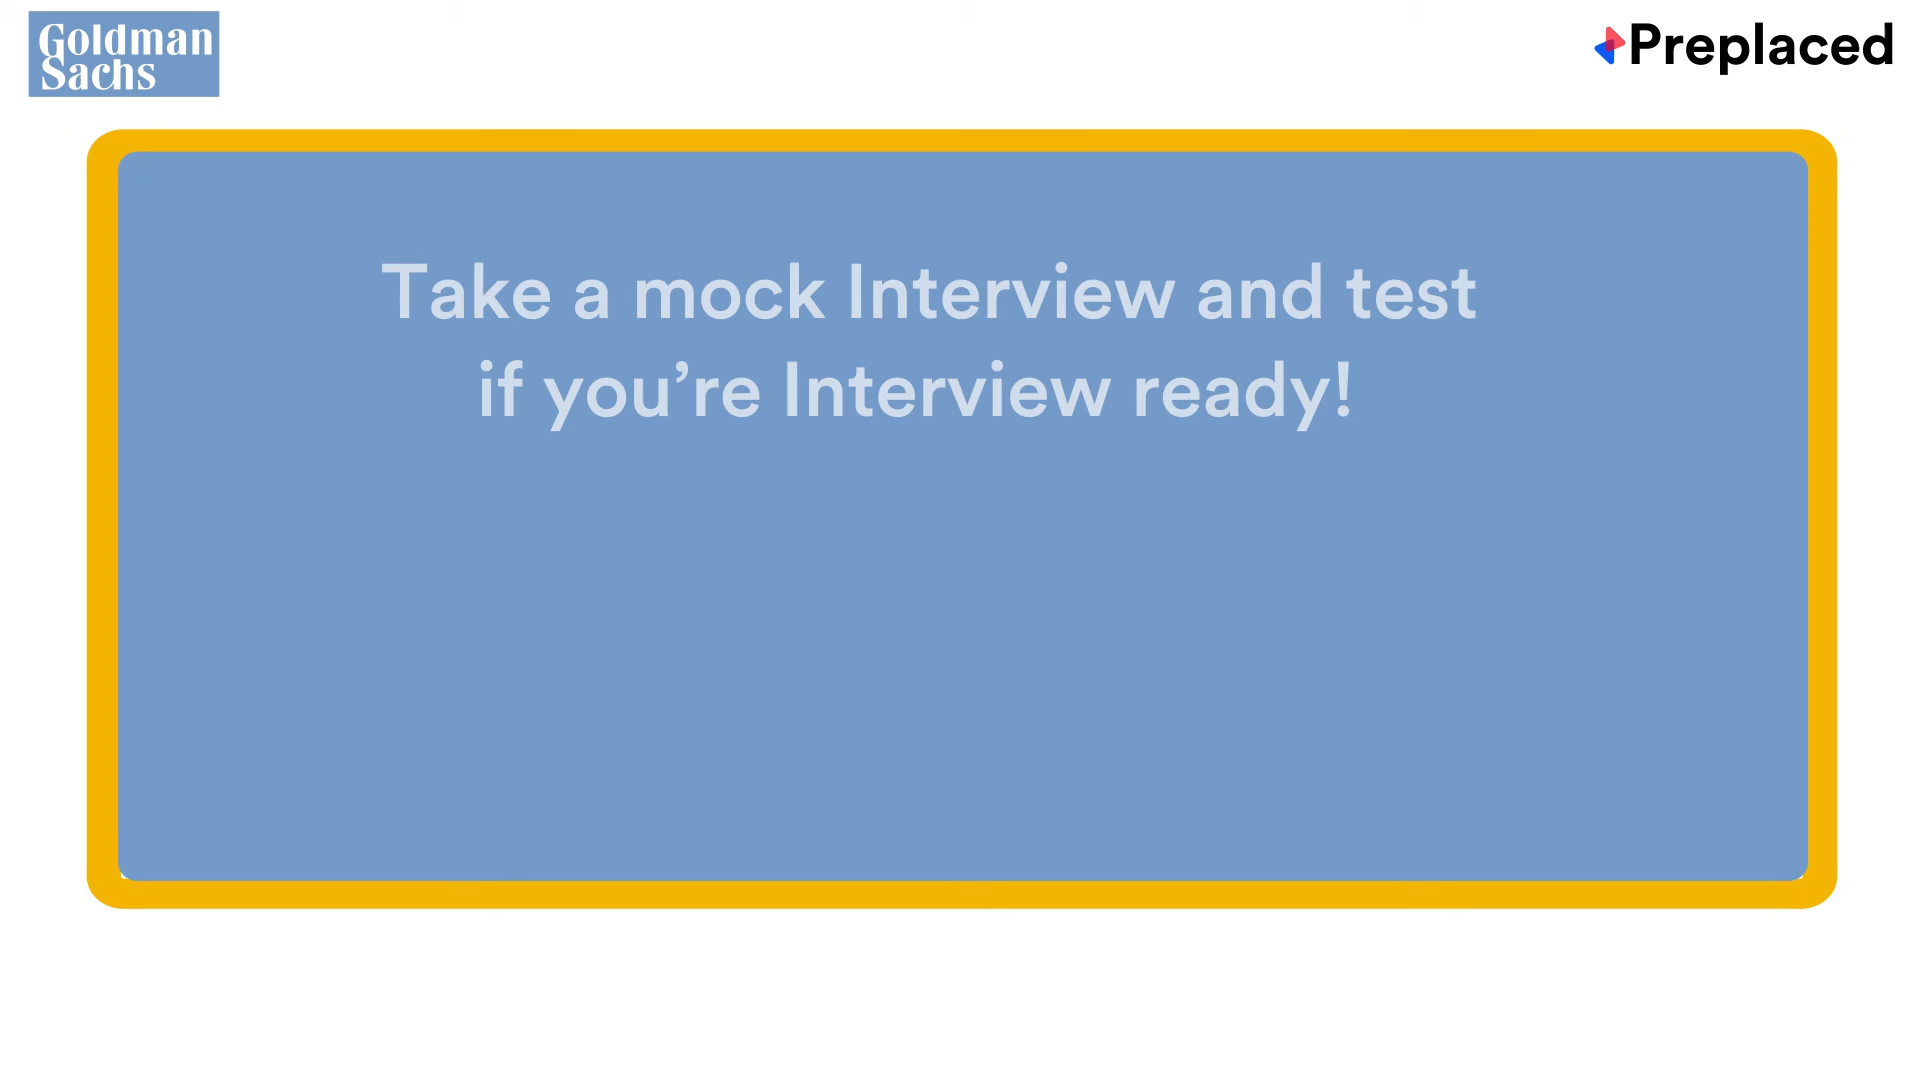 Goldman
Sachs
Preplaced
Take a mock Interview and test
if you’re Interview ready!